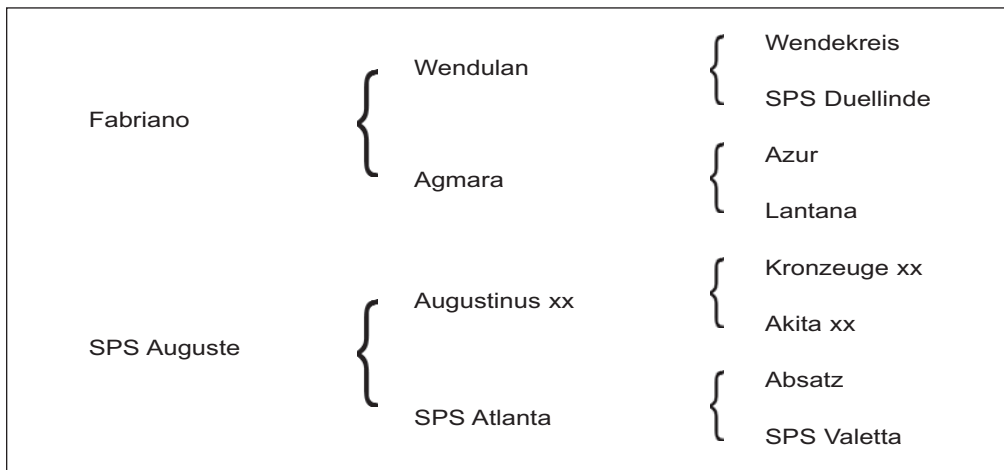 Wendekreis
Wendulan
SPS Duellinde
Fabriano
Azur
Agmara
Lantana
Kronzeuge xx
Augustinus xx
Akita xx
SPS Auguste
Absatz
SPS Atlanta
SPS Valetta